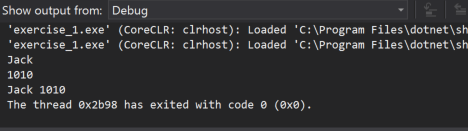 Show output from: Debug
'exercise_1.exe' (CoreCLR: clrhost): Loaded 'C:\Program Files\dotnet\sh
'exercise_1.exe' (CoreCLR: clrhost): Loaded 'C:\Program Files\dotnet\sh
Jack
1010
Jack 1010
The thread 0x2b98 has exited with code 0 (0x0).